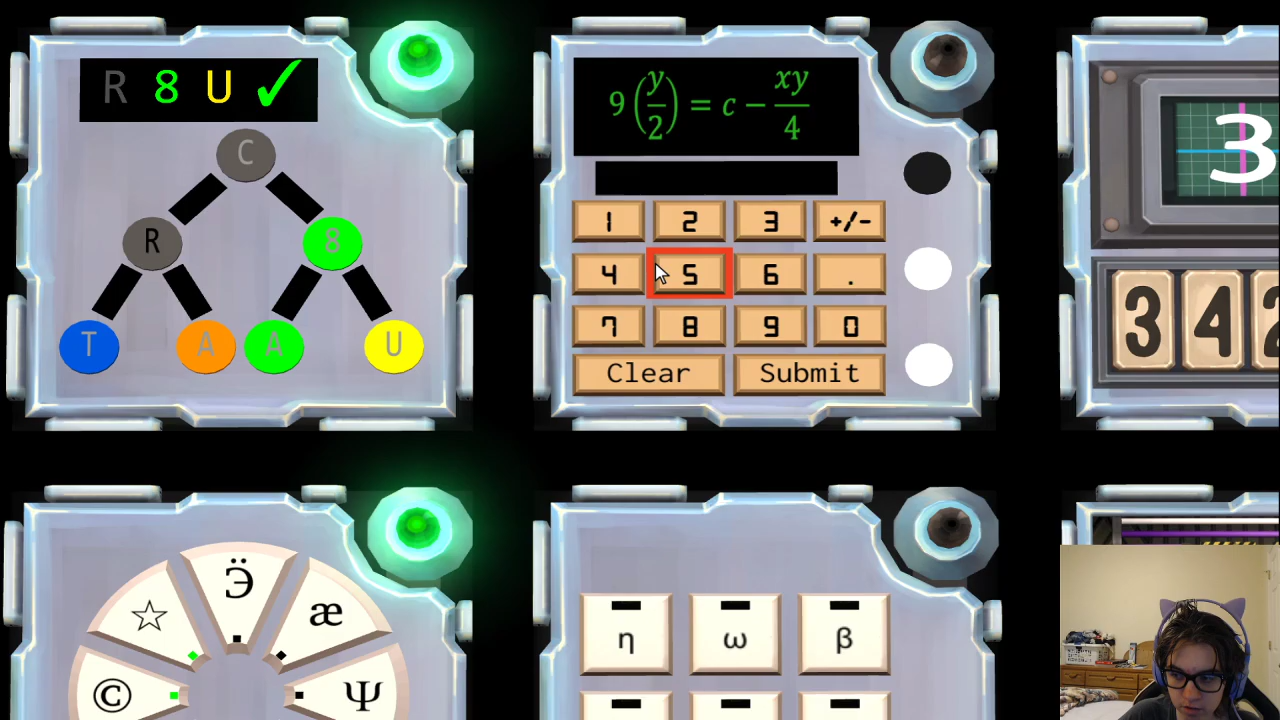 R 8 U ✓
C
R 8
T A A U
9(y/2) = c − xy/4
1 2 3 +/-
4 5 6 .
7 8 9 0
Clear Submit
3
3 4 2
☆ Ӭ æ
© Ψ
η ω β